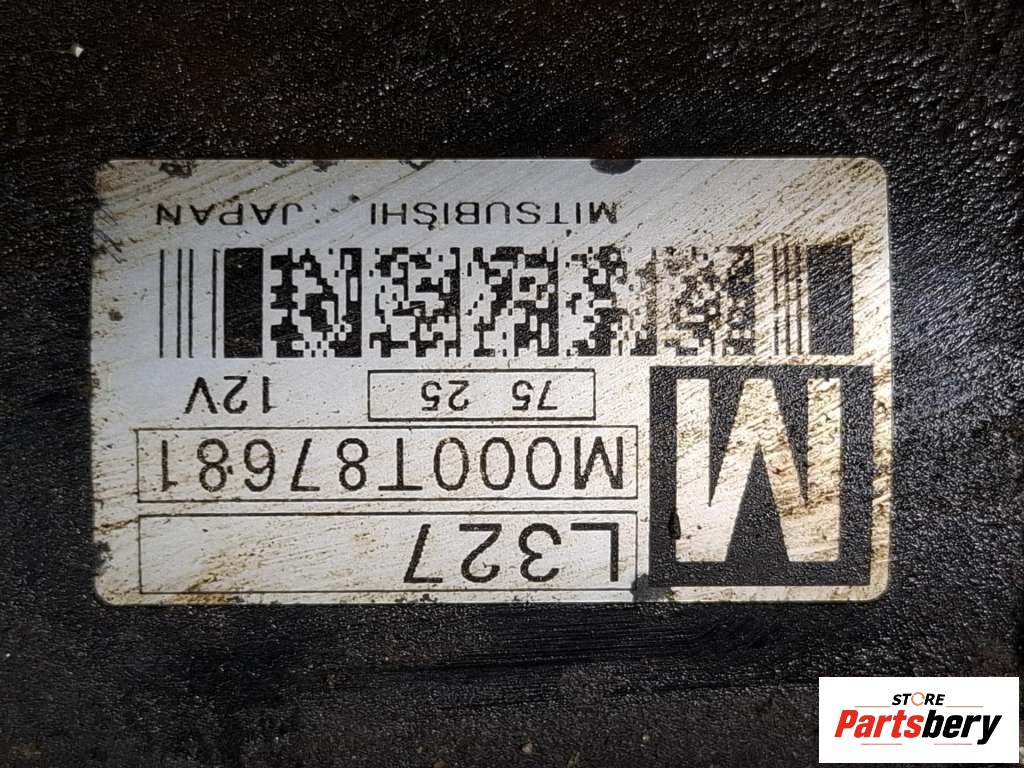 M
L327
M000T87681
75 25
12V
MITSUBISHI JAPAN
STORE
Partsbery